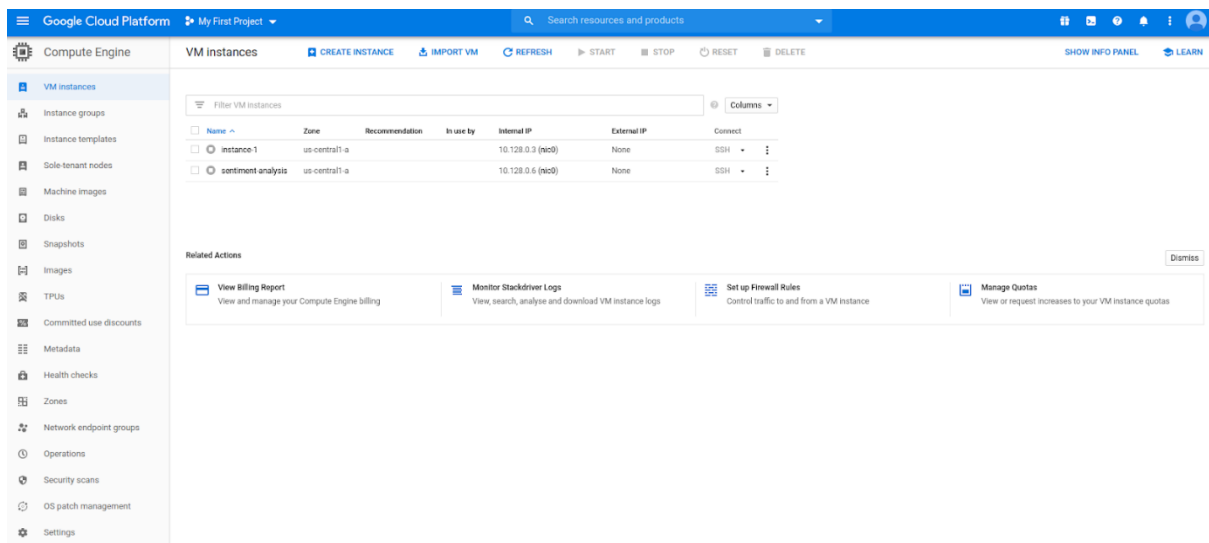 Google Cloud Platform My First Project Search resources and products
Compute Engine VM instances CREATE INSTANCE IMPORT VM REFRESH START STOP RESET DELETE SHOW INFO PANEL LEARN
VM instances
Instance groups
Instance templates
Sole-tenant nodes
Machine images
Disks
Snapshots
Images
TPUs
Committed use discounts
Metadata
Health checks
Zones
Network endpoint groups
Operations
Security scans
OS patch management
Settings
Filter VM instances Columns
Name Zone Recommendation In use by Internal IP External IP Connect
instance-1 us-central1-a 10.128.0.3 (nic0) None SSH
sentiment-analysis us-central1-a 10.128.0.6 (nic0) None SSH
Related Actions Dismiss
View Billing Report
View and manage your Compute Engine billing
Monitor Stackdriver Logs
View, search, analyse and download VM instance logs
Set up Firewall Rules
Control traffic to and from a VM instance
Manage Quotas
View or request increases to your VM instance quotas